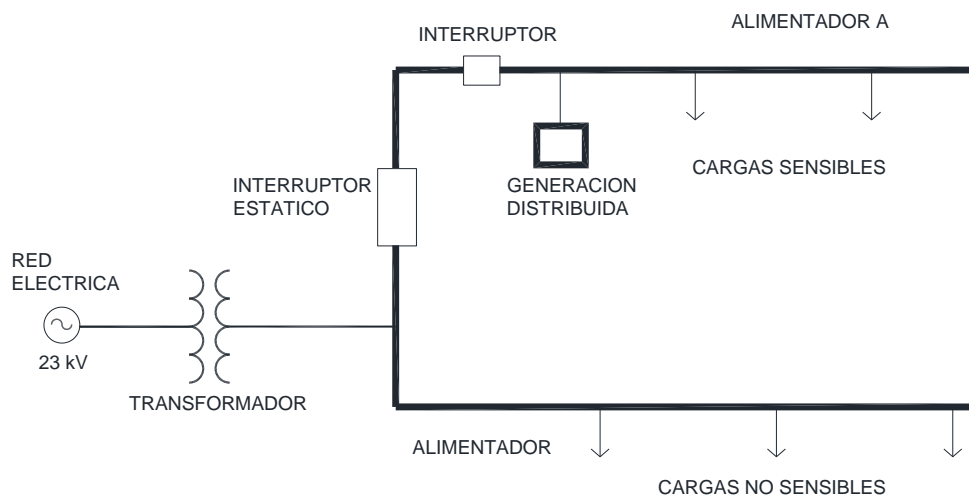 INTERRUPTOR
ALIMENTADOR A
INTERRUPTOR
ESTATICO
GENERACION
DISTRIBUIDA
CARGAS SENSIBLES
RED
ELECTRICA
23 kV
TRANSFORMADOR
ALIMENTADOR
CARGAS NO SENSIBLES